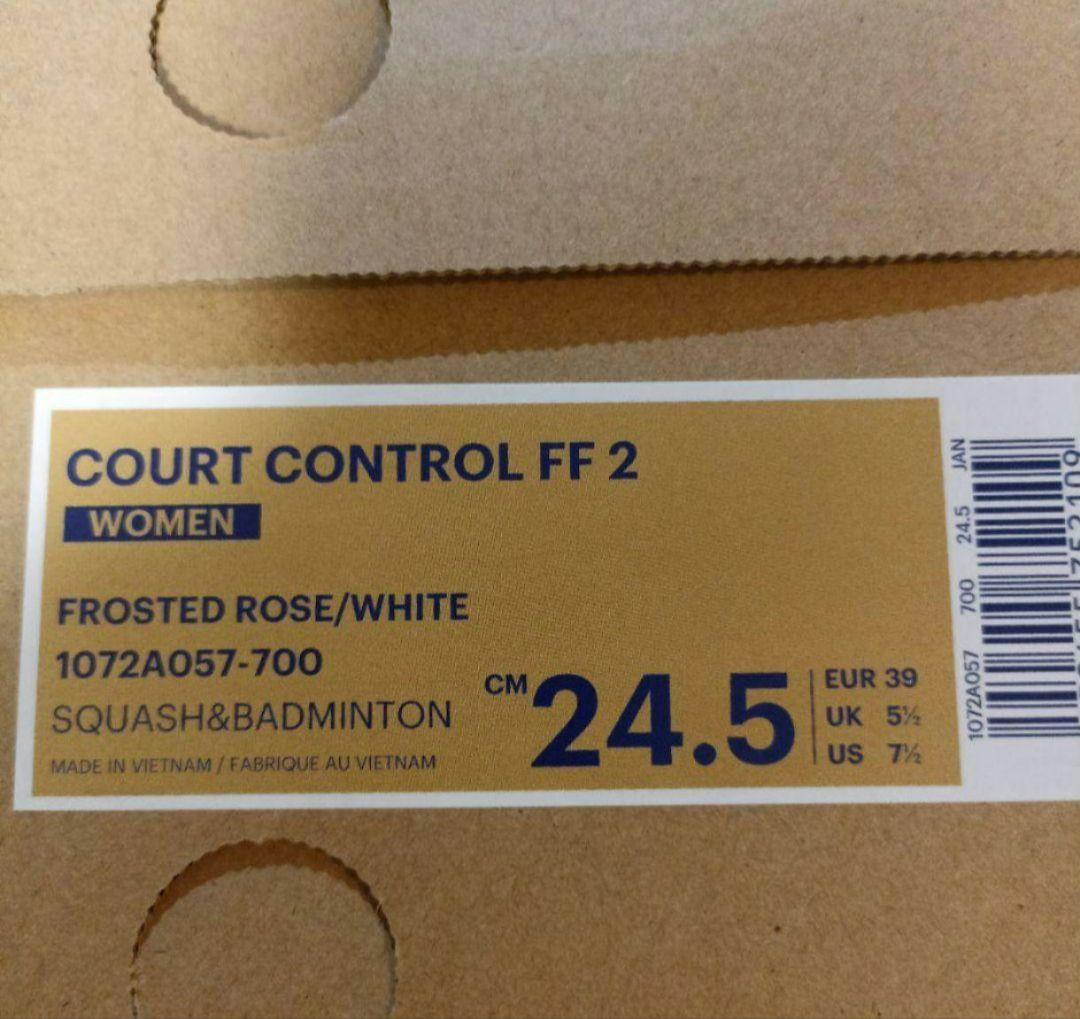 COURT CONTROL FF 2
WOMEN
FROSTED ROSE/WHITE
1072A057-700
SQUASH&BADMINTON
MADE IN VIETNAM / FABRIQUE AU VIETNAM
CM 24.5
EUR 39
UK 5½
US 7½
1072A057 700 24.5 JAN